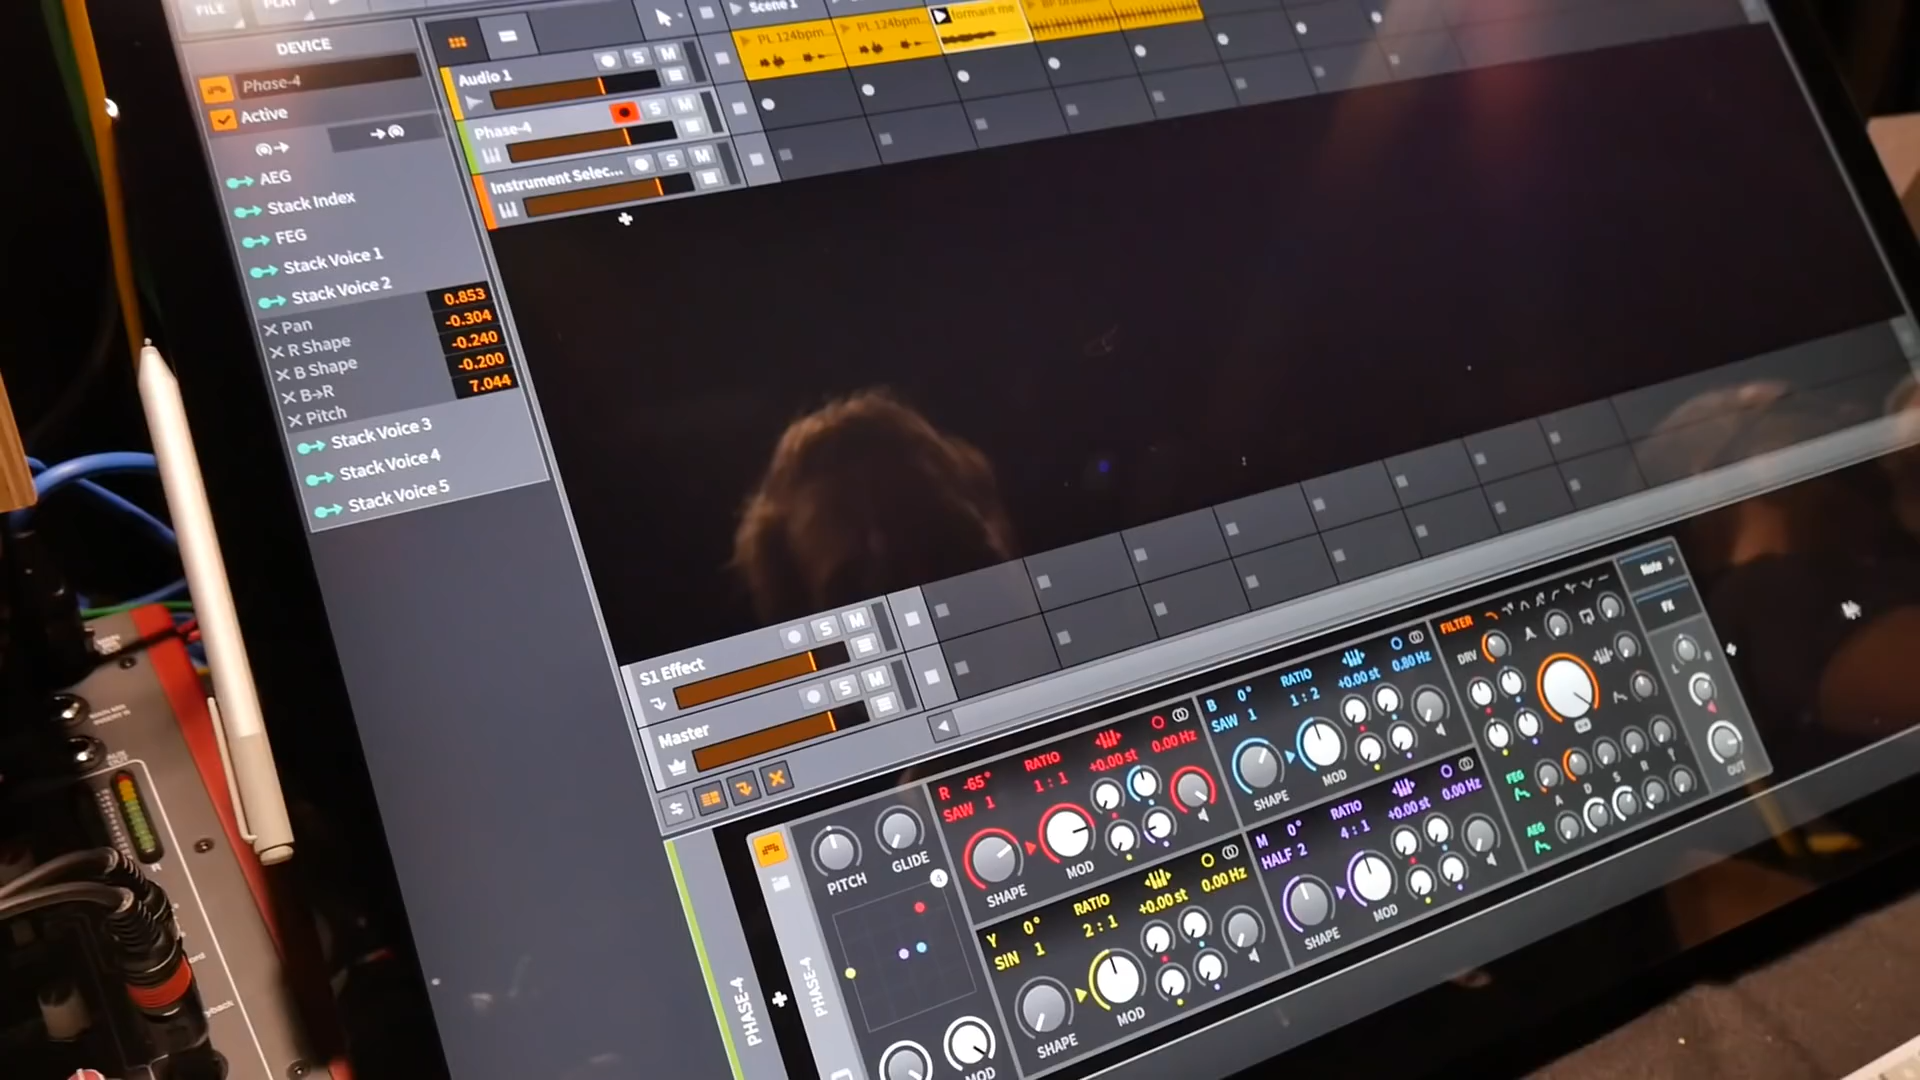 FILE
PLAY
DEVICE
Phase-4
Active
AEG
Stack Index
FEG
Stack Voice 1
Stack Voice 2
Pan 0.853
R Shape -0.304
B Shape -0.240
B→R -0.200
Pitch 7.044
Stack Voice 3
Stack Voice 4
Stack Voice 5
Scene 1
Audio 1
S M
PL 124bpm...
PL 124bpm...
formant me
Phase-4
S M
Instrument Selec...
S M
S1 Effect
S M
Master
S M
PHASE-4
PHASE-4
PITCH
GLIDE
4
MOD
R -65°
SAW 1
RATIO
1 : 1
+0.00 st
0.00 Hz
SHAPE
MOD
B 0°
SAW 1
RATIO
1 : 2
+0.00 st
0.80 Hz
SHAPE
MOD
Y 0°
SIN 1
RATIO
2 : 1
+0.00 st
0.00 Hz
SHAPE
MOD
M 0°
HALF 2
RATIO
4 : 1
+0.00 st
0.00 Hz
SHAPE
MOD
FILTER
DRV
FEG
A D S R T
AEG
Note
FX
L R
OUT